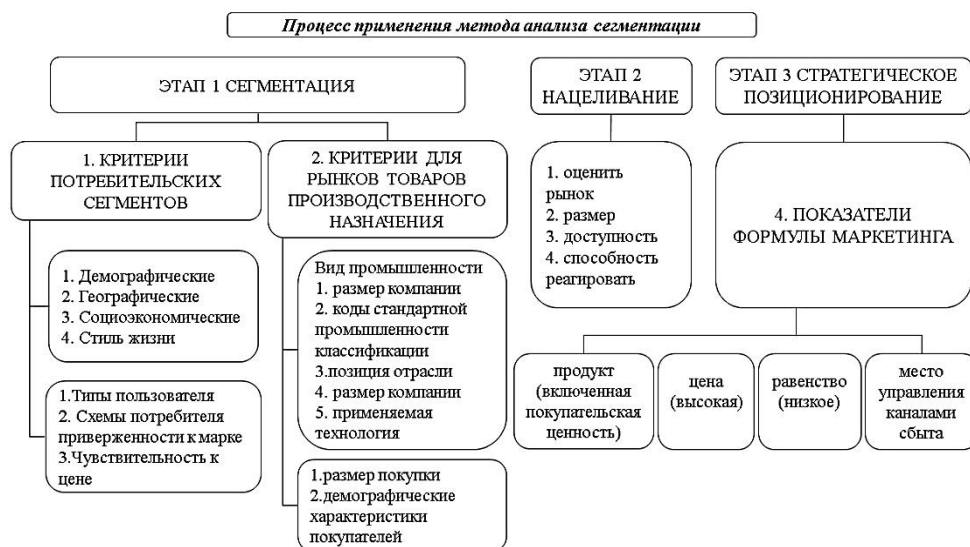 Процесс применения метода анализа сегментации
ЭТАП 1 СЕГМЕНТАЦИЯ
1. КРИТЕРИИ
ПОТРЕБИТЕЛЬСКИХ
СЕГМЕНТОВ
1. Демографические
2. Географические
3. Социоэкономические
4. Стиль жизни
1.Типы пользователя
2. Схемы потребителя
приверженности к марке
3.Чувствительность к
цене
2. КРИТЕРИИ ДЛЯ
РЫНКОВ ТОВАРОВ
ПРОИЗВОДСТВЕННОГО
НАЗНАЧЕНИЯ
Вид промышленности
1. размер компании
2. коды стандартной
промышленности
классификации
3.позиция отрасли
4. размер компании
5. применяемая
технология
1.размер покупки
2.демографические
характеристики
покупателей
ЭТАП 2
НАЦЕЛИВАНИЕ
1. оценить
рынок
2. размер
3. доступность
4. способность
реагировать
ЭТАП 3 СТРАТЕГИЧЕСКОЕ
ПОЗИЦИОНИРОВАНИЕ
4. ПОКАЗАТЕЛИ
ФОРМУЛЫ МАРКЕТИНГА
продукт
(включенная
покупательская
ценность)
цена
(высокая)
равенство
(низкое)
место
управления
каналами
сбыта